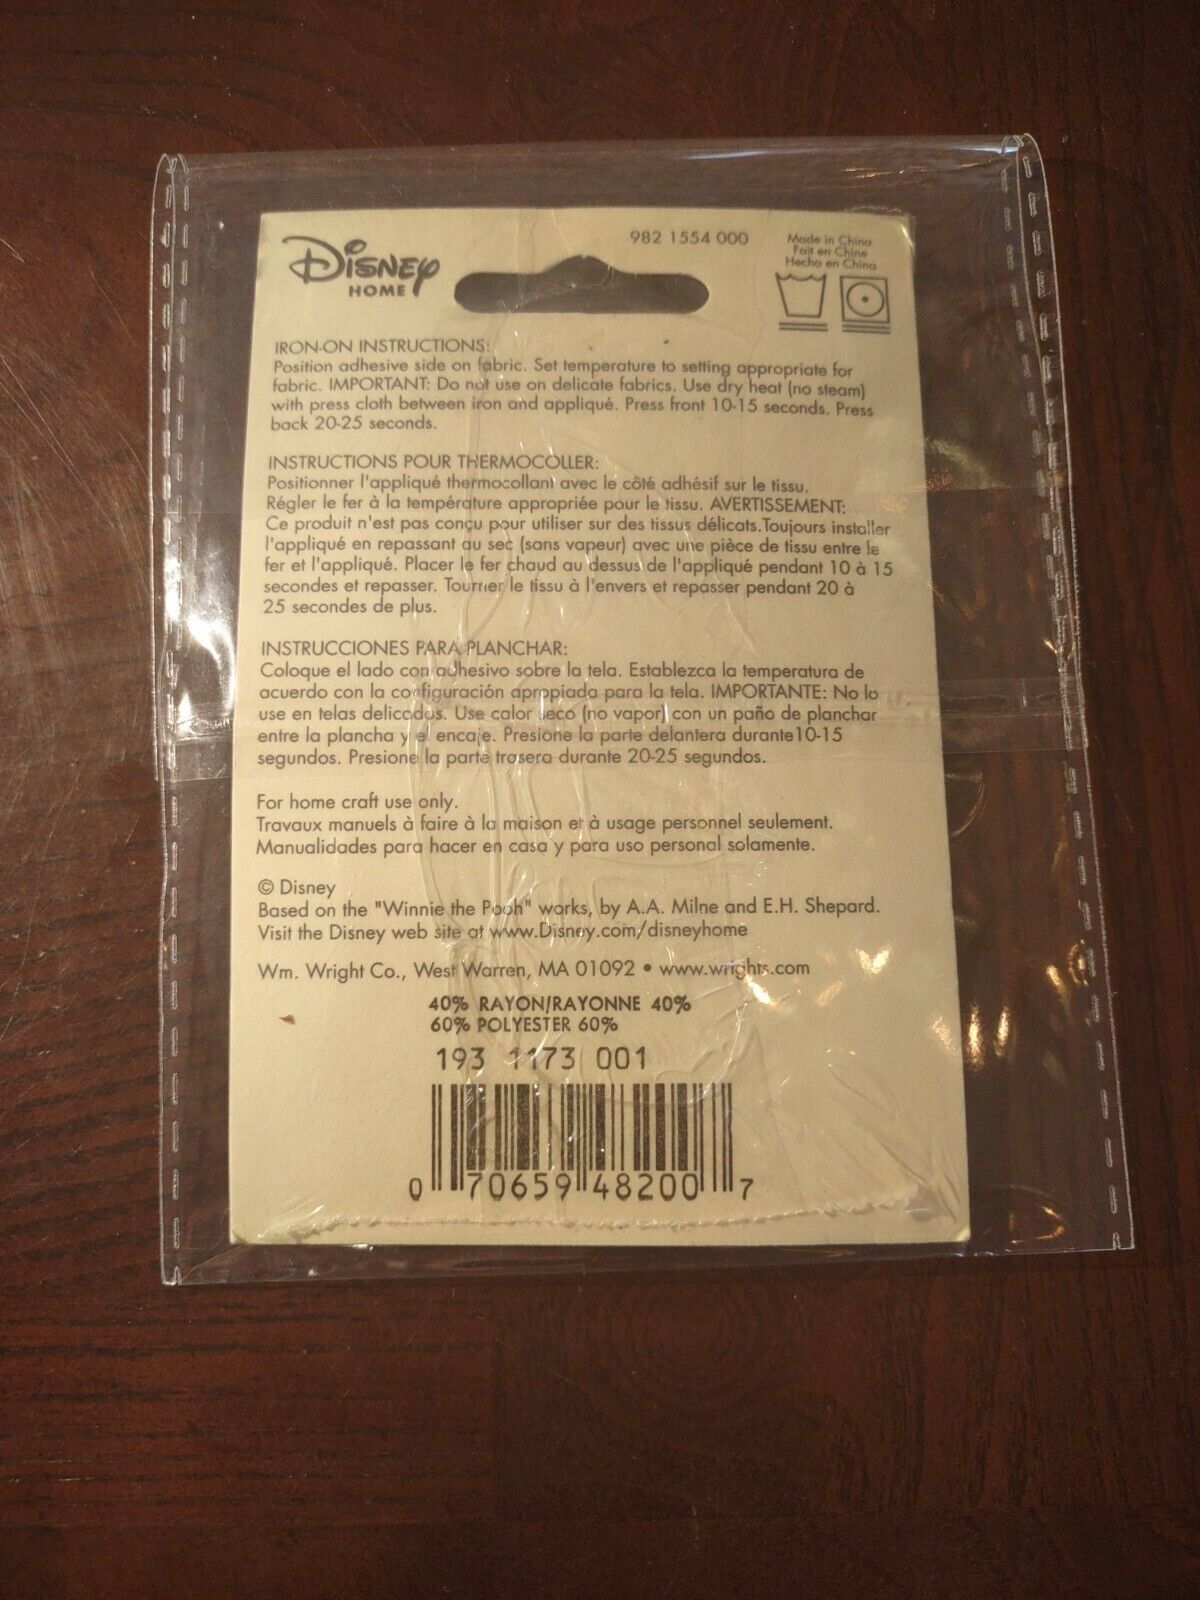 Disney
HOME
982 1554 000
Made in China
Fait en Chine
Hecho en China
IRON-ON INSTRUCTIONS:
Position adhesive side on fabric. Set temperature to setting appropriate for
fabric. IMPORTANT: Do not use on delicate fabrics. Use dry heat (no steam)
with press cloth between iron and appliqué. Press front 10-15 seconds. Press
back 20-25 seconds.
INSTRUCTIONS POUR THERMOCOLLER:
Positionner l'appliqué thermocollant avec le côté adhésif sur le tissu.
Régler le fer à la température appropriée pour le tissu. AVERTISSEMENT:
Ce produit n'est pas conçu pour utiliser sur des tissus délicats.Toujours installer
l'appliqué en repassant au sec (sans vapeur) avec une pièce de tissu entre le
fer et l'appliqué. Placer le fer chaud au dessus de l'appliqué pendant 10 à 15
secondes et repasser. Tourner le tissu à l'envers et repasser pendant 20 à
25 secondes de plus.
INSTRUCCIONES PARA PLANCHAR:
Coloque el lado con adhesivo sobre la tela. Establezca la temperatura de
acuerdo con la configuración apropiada para la tela. IMPORTANTE: No lo
use en telas delicadas. Use calor seco (no vapor) con un paño de planchar
entre la plancha y el encaje. Presione la parte delantera durante10-15
segundos. Presione la parte trasera durante 20-25 segundos.
For home craft use only.
Travaux manuels à faire à la maison et à usage personnel seulement.
Manualidades para hacer en casa y para uso personal solamente.
© Disney
Based on the "Winnie the Pooh" works, by A.A. Milne and E.H. Shepard.
Visit the Disney web site at www.Disney.com/disneyhome
Wm. Wright Co., West Warren, MA 01092 • www.wrights.com
40% RAYON/RAYONNE 40%
60% POLYESTER 60%
193 1173 001
0 70659 48200 7